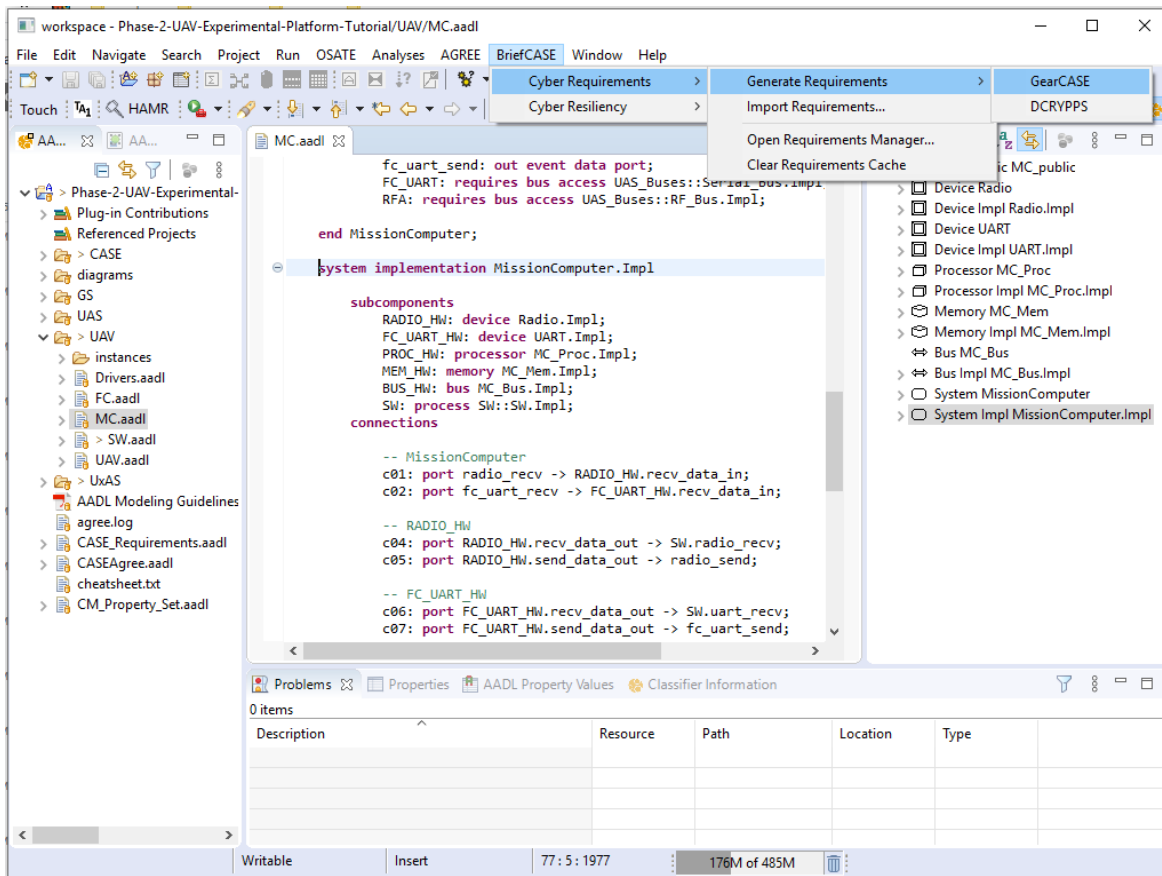 workspace - Phase-2-UAV-Experimental-Platform-Tutorial/UAV/MC.aadl
File Edit Navigate Search Project Run OSATE Analyses AGREE BriefCASE Window Help
Cyber Requirements
Cyber Resiliency
Generate Requirements
Import Requirements...
Open Requirements Manager...
Clear Requirements Cache
GearCASE
DCRYPPS
Touch HAMR
AA...
AA...
> Phase-2-UAV-Experimental-
Plug-in Contributions
Referenced Projects
> CASE
diagrams
GS
UAS
> UAV
instances
Drivers.aadl
FC.aadl
MC.aadl
> SW.aadl
UAV.aadl
> UxAS
AADL Modeling Guidelines
agree.log
CASE_Requirements.aadl
CASEAgree.aadl
cheatsheet.txt
CM_Property_Set.aadl
MC.aadl
fc_uart_send: out event data port;
FC_UART: requires bus access UAS_Buses::Serial_Bus.Impl
RFA: requires bus access UAS_Buses::RF_Bus.Impl;
end MissionComputer;
system implementation MissionComputer.Impl
subcomponents
RADIO_HW: device Radio.Impl;
FC_UART_HW: device UART.Impl;
PROC_HW: processor MC_Proc.Impl;
MEM_HW: memory MC_Mem.Impl;
BUS_HW: bus MC_Bus.Impl;
SW: process SW::SW.Impl;
connections
-- MissionComputer
c01: port radio_recv -> RADIO_HW.recv_data_in;
c02: port fc_uart_recv -> FC_UART_HW.recv_data_in;
-- RADIO_HW
c04: port RADIO_HW.recv_data_out -> SW.radio_recv;
c05: port RADIO_HW.send_data_out -> radio_send;
-- FC_UART_HW
c06: port FC_UART_HW.recv_data_out -> SW.uart_recv;
c07: port FC_UART_HW.send_data_out -> fc_uart_send;
MC_public
Device Radio
Device Impl Radio.Impl
Device UART
Device Impl UART.Impl
Processor MC_Proc
Processor Impl MC_Proc.Impl
Memory MC_Mem
Memory Impl MC_Mem.Impl
Bus MC_Bus
Bus Impl MC_Bus.Impl
System MissionComputer
System Impl MissionComputer.Impl
Problems Properties AADL Property Values Classifier Information
0 items
Description Resource Path Location Type
Writable Insert 77 : 5 : 1977 176M of 485M